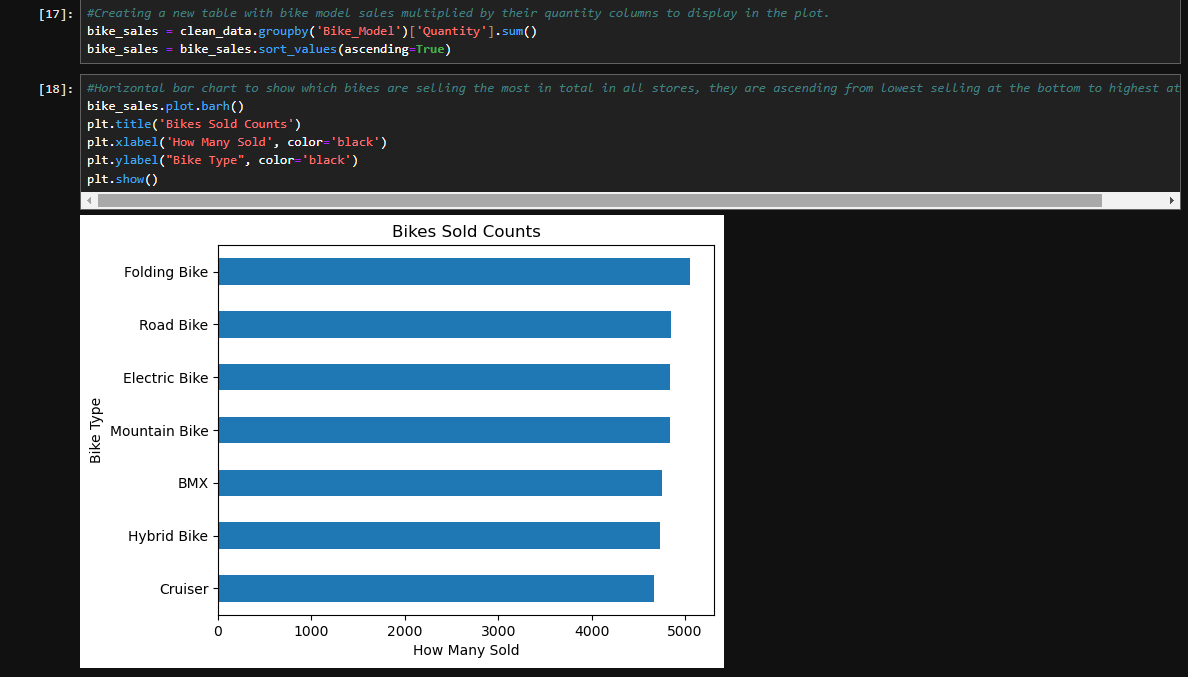 [17]: #Creating a new table with bike model sales multiplied by their quantity columns to display in the plot.
bike_sales = clean_data.groupby('Bike_Model')['Quantity'].sum()
bike_sales = bike_sales.sort_values(ascending=True)
[18]: #Horizontal bar chart to show which bikes are selling the most in total in all stores, they are ascending from lowest selling at the bottom to highest at
bike_sales.plot.barh()
plt.title('Bikes Sold Counts')
plt.xlabel('How Many Sold', color='black')
plt.ylabel("Bike Type", color='black')
plt.show()
Bikes Sold Counts
Bike Type
Folding Bike
Road Bike
Electric Bike
Mountain Bike
BMX
Hybrid Bike
Cruiser
0 1000 2000 3000 4000 5000
How Many Sold